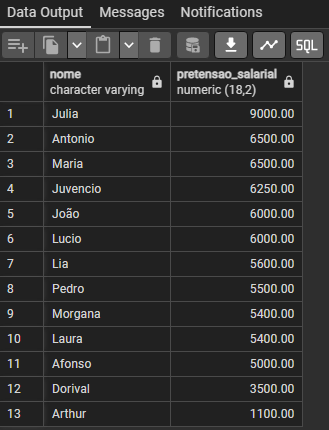 Data Output Messages Notifications
SQL
nome pretensao_salarial
character varying numeric (18,2)
1 Julia 9000.00
2 Antonio 6500.00
3 Maria 6500.00
4 Juvencio 6250.00
5 João 6000.00
6 Lucio 6000.00
7 Lia 5600.00
8 Pedro 5500.00
9 Morgana 5400.00
10 Laura 5400.00
11 Afonso 5000.00
12 Dorival 3500.00
13 Arthur 1100.00